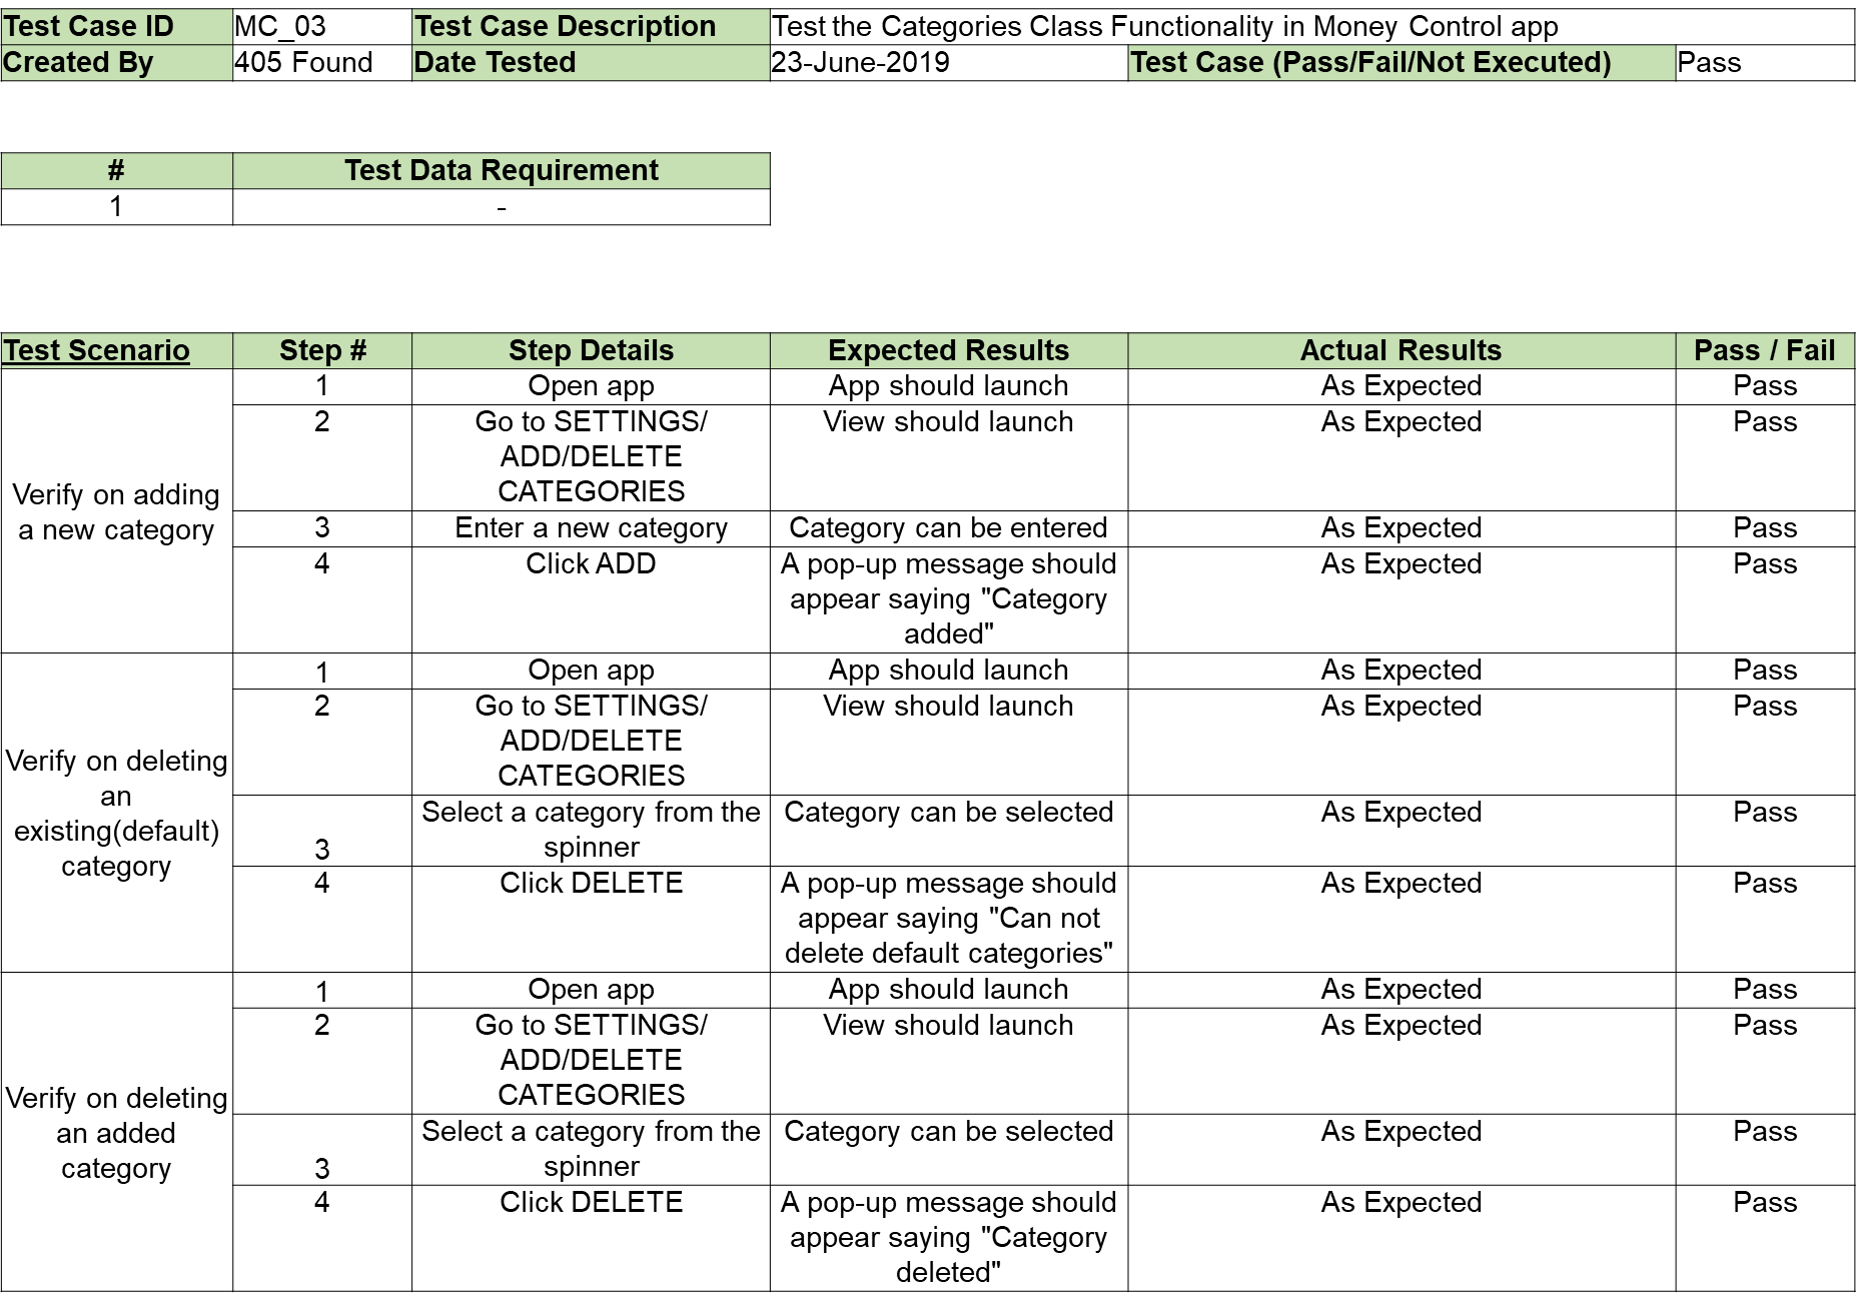 Test Case ID MC_03 Test Case Description Test the Categories Class Functionality in Money Control app
Created By 405 Found Date Tested 23-June-2019 Test Case (Pass/Fail/Not Executed) Pass
# Test Data Requirement
1 -
Test Scenario Step # Step Details Expected Results Actual Results Pass / Fail
Verify on adding
a new category
1 Open app App should launch As Expected Pass
2 Go to SETTINGS/ View should launch As Expected Pass
ADD/DELETE
CATEGORIES
3 Enter a new category Category can be entered As Expected Pass
4 Click ADD A pop-up message should As Expected Pass
appear saying "Category
added"
Verify on deleting
an
existing(default)
category
1 Open app App should launch As Expected Pass
2 Go to SETTINGS/ View should launch As Expected Pass
ADD/DELETE
CATEGORIES
Select a category from the Category can be selected As Expected Pass
3 spinner
4 Click DELETE A pop-up message should As Expected Pass
appear saying "Can not
delete default categories"
Verify on deleting
an added
category
1 Open app App should launch As Expected Pass
2 Go to SETTINGS/ View should launch As Expected Pass
ADD/DELETE
CATEGORIES
Select a category from the Category can be selected As Expected Pass
3 spinner
4 Click DELETE A pop-up message should As Expected Pass
appear saying "Category
deleted"